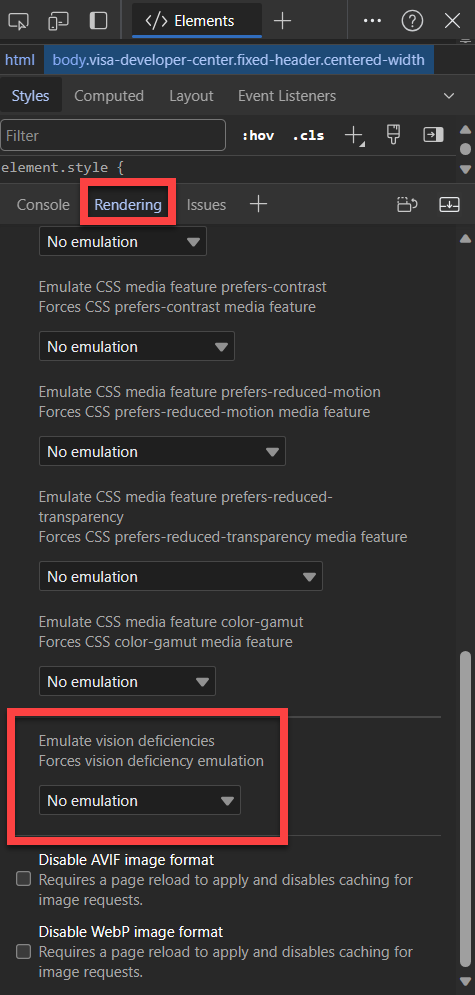 </> Elements
html body.visa-developer-center.fixed-header.centered-width
Styles Computed Layout Event Listeners
Filter :hov .cls
element.style {
Console Rendering Issues
No emulation
Emulate CSS media feature prefers-contrast
Forces CSS prefers-contrast media feature
No emulation
Emulate CSS media feature prefers-reduced-motion
Forces CSS prefers-reduced-motion media feature
No emulation
Emulate CSS media feature prefers-reduced-
transparency
Forces CSS prefers-reduced-transparency media feature
No emulation
Emulate CSS media feature color-gamut
Forces CSS color-gamut media feature
No emulation
Emulate vision deficiencies
Forces vision deficiency emulation
No emulation
Disable AVIF image format
Requires a page reload to apply and disables caching for
image requests.
Disable WebP image format
Requires a page reload to apply and disables caching for
image requests.